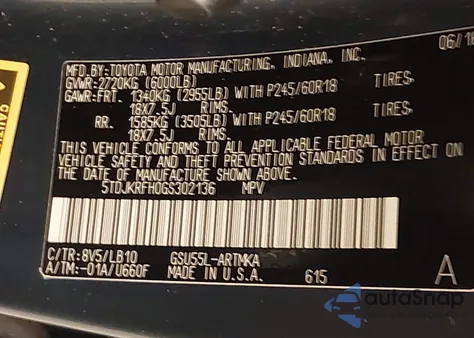 06/16
MFD.BY:TOYOTA MOTOR MANUFACTURING, INDIANA, INC.
GVWR:2720KG (6000LB)
GAWR:FRT. 1340KG (2955LB) WITH P245/60R18 TIRES,
18X7.5J RIMS.
RR. 1585KG (3505LB) WITH P245/60R18 TIRES,
18X7.5J RIMS.
THIS VEHICLE CONFORMS TO ALL APPLICABLE FEDERAL MOTOR
VEHICLE SAFETY AND THEFT PREVENTION STANDARDS IN EFFECT ON
THE DATE OF MANUFACTURE SHOWN ABOVE.
5TDJKRFH0GS302136 MPV
C/TR:8V5/LB10 GSU55L-ARTMKA
A/TM:-01A/U660F MADE IN U.S.A. 615 A
autoSnap